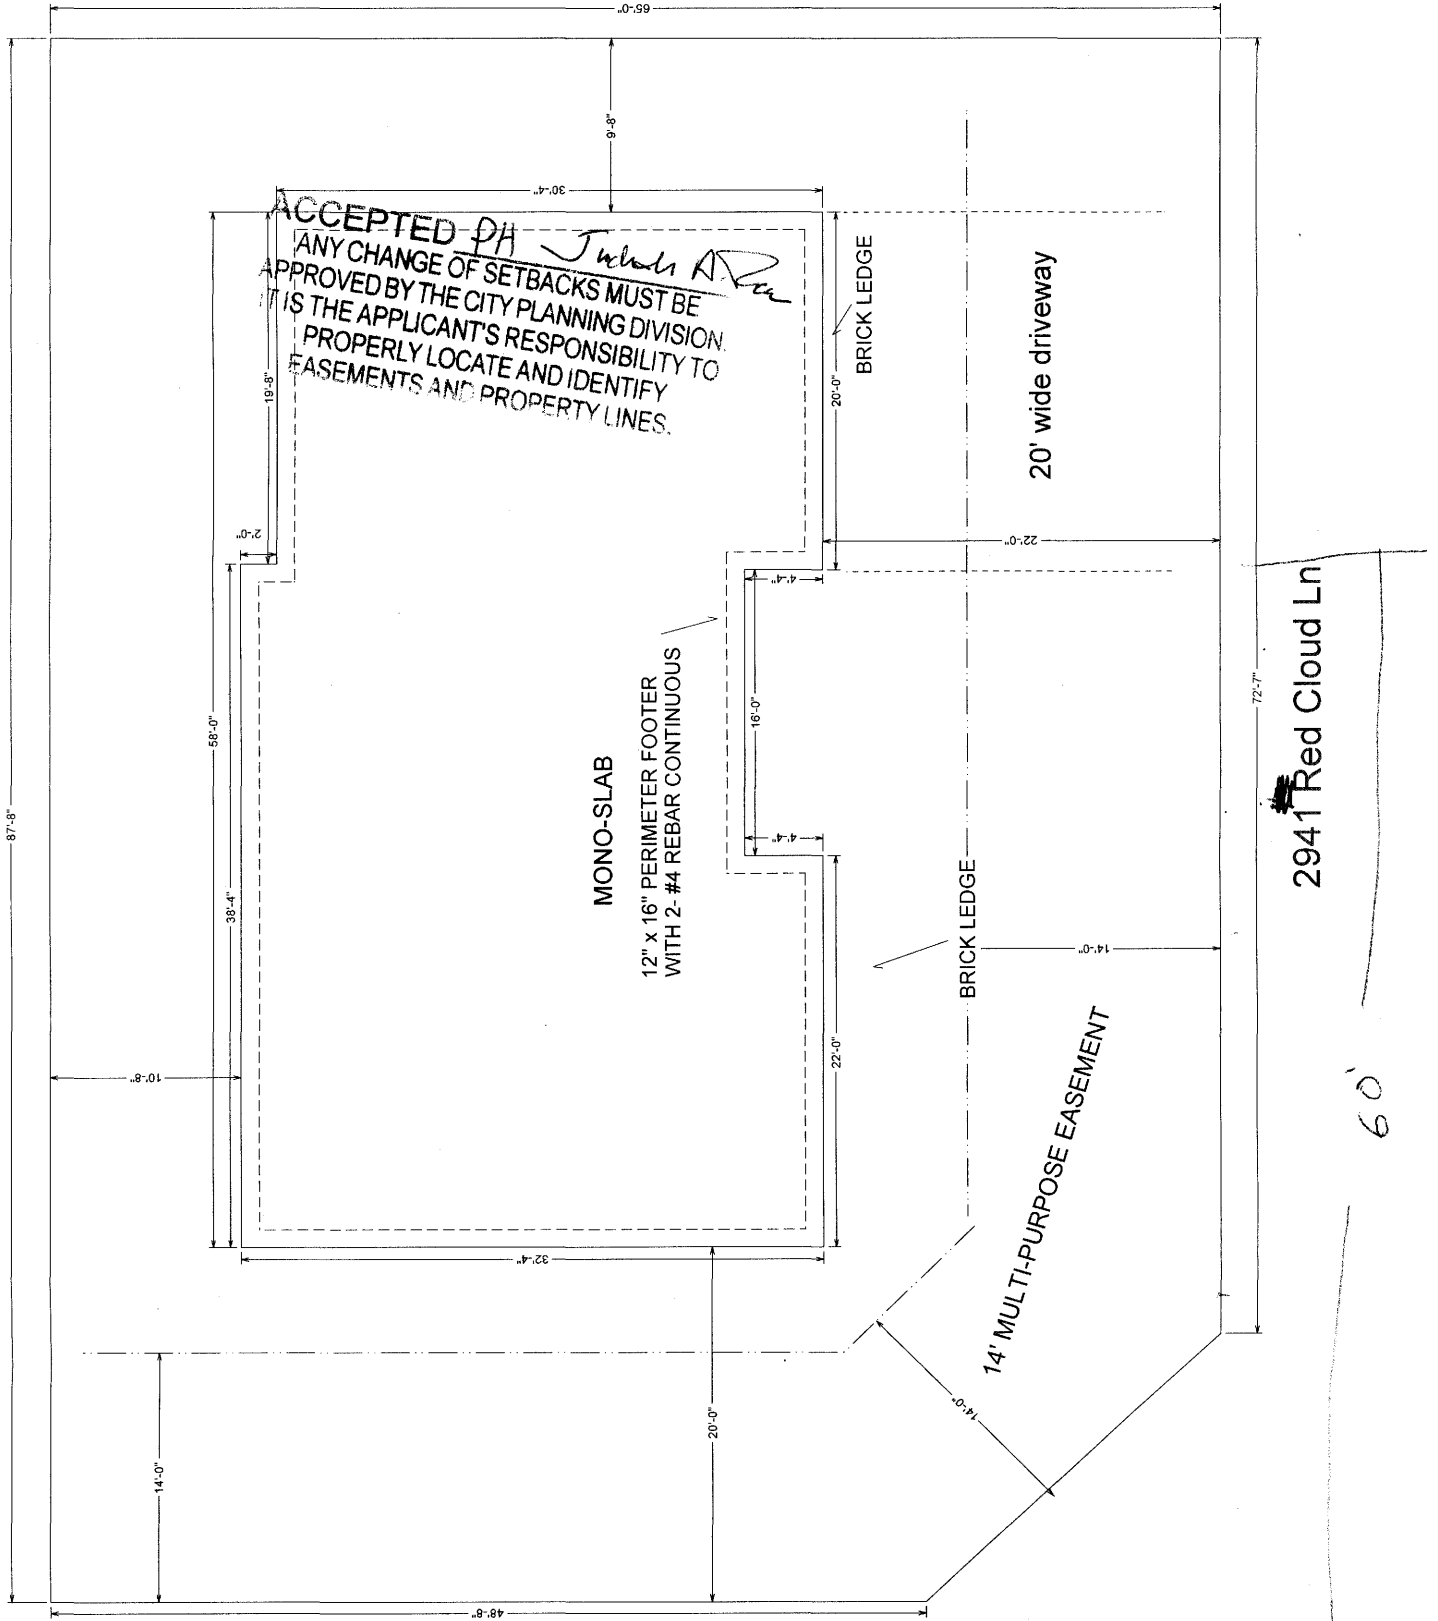 65'-0"
87'-8"
9'-8"
30'-4"
ACCEPTED PH
ANY CHANGE OF SETBACKS MUST BE
APPROVED BY THE CITY PLANNING DIVISION.
IT IS THE APPLICANT'S RESPONSIBILITY TO
PROPERLY LOCATE AND IDENTIFY
EASEMENTS AND PROPERTY LINES.
58'-0"
19'-8"
2'-0"
38'-4"
BRICK LEDGE
20'-0"
20' wide driveway
22'-0"
4'-4"
16'-0"
4'-4"
MONO-SLAB
12" x 16" PERIMETER FOOTER
WITH 2- #4 REBAR CONTINUOUS
10'-8"
22'-0"
BRICK LEDGE
14'-0"
32'-4"
14' MULTI-PURPOSE EASEMENT
14'-0"
20'-0"
14'-0"
48'-8"
72'-7"
2941 Red Cloud Ln
60'